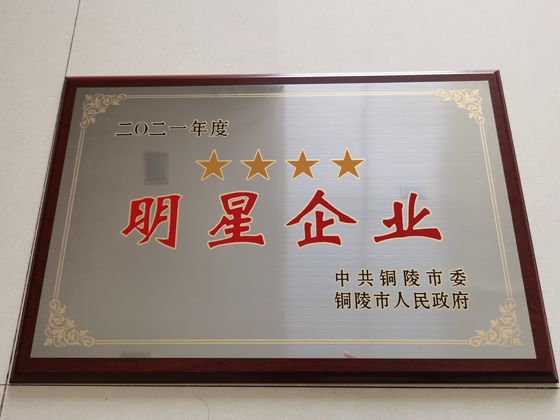 二〇二一年度
★★★★
明星企业
中共铜陵市委
铜陵市人民政府